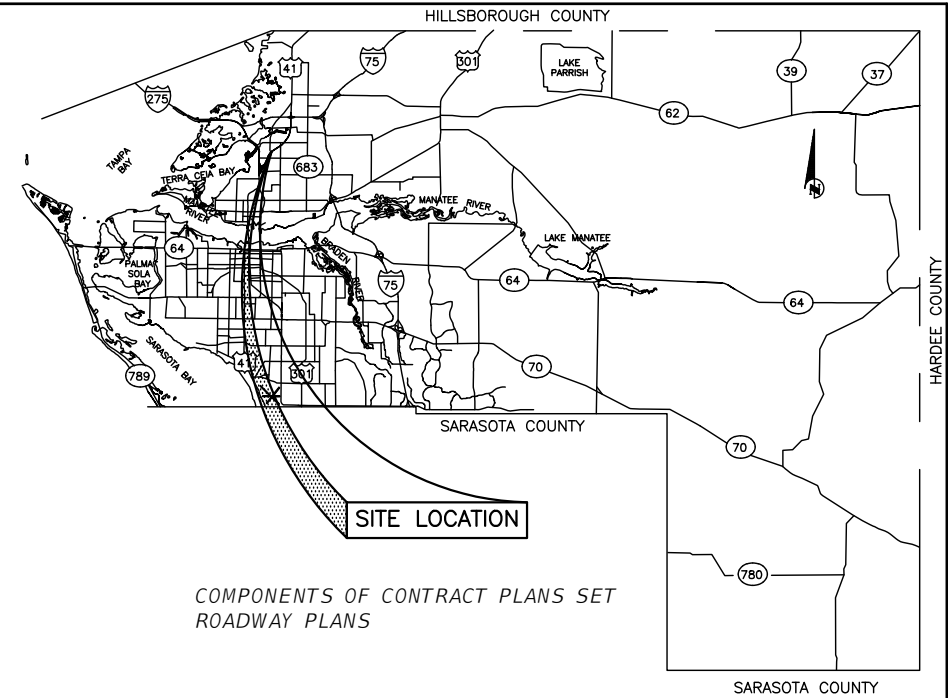 HILLSBOROUGH COUNTY
41
75
301
LAKE
PARRISH
39
37
275
62
TAMPA
BAY
TERRA CEIA BAY
683
MANATEE RIVER
RIVER
64
PALMA
SOLA
BAY
BRADEN
RIVER
LAKE MANATEE
75
64
64
HARDEE COUNTY
N
SARASOTA BAY
789
41
301
70
SARASOTA COUNTY
70
SITE LOCATION
780
COMPONENTS OF CONTRACT PLANS SET
ROADWAY PLANS
SARASOTA COUNTY